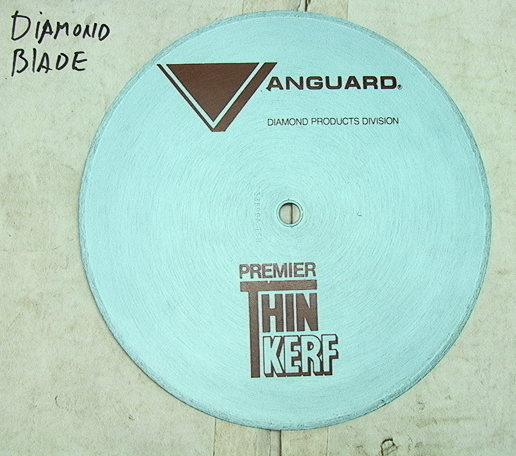 DIAMOND
BLADE
VANGUARD®
DIAMOND PRODUCTS DIVISION
PREMIER
THIN
KERF